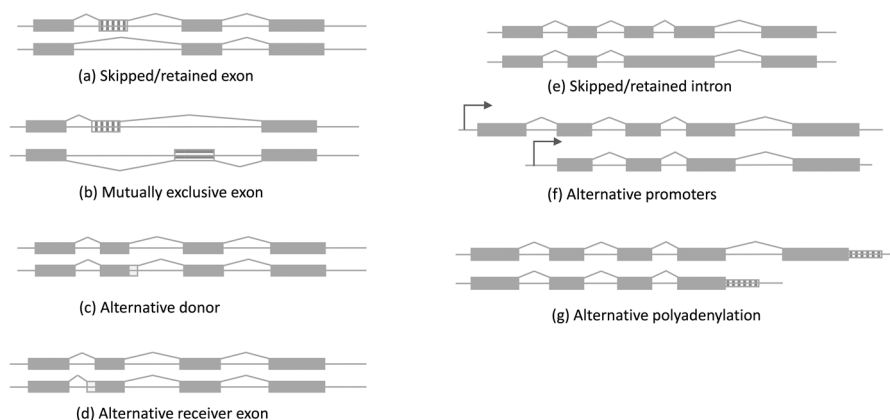 (a) Skipped/retained exon
(b) Mutually exclusive exon
(c) Alternative donor
(d) Alternative receiver exon
(e) Skipped/retained intron
(f) Alternative promoters
(g) Alternative polyadenylation